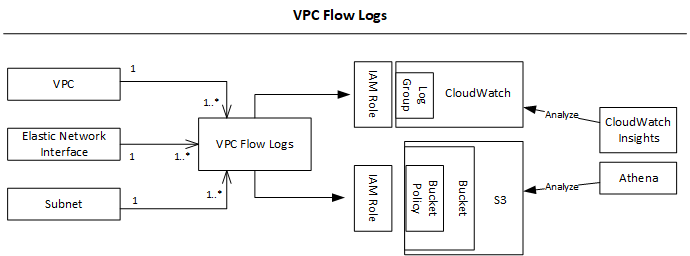 VPC Flow Logs
VPC
1
1..*
Elastic Network
Interface
1
1..*
Subnet
1
1..*
VPC Flow Logs
IAM Role
Log
Group
CloudWatch
Analyze
CloudWatch
Insights
IAM Role
Bucket
Policy
Bucket
S3
Analyze
Athena